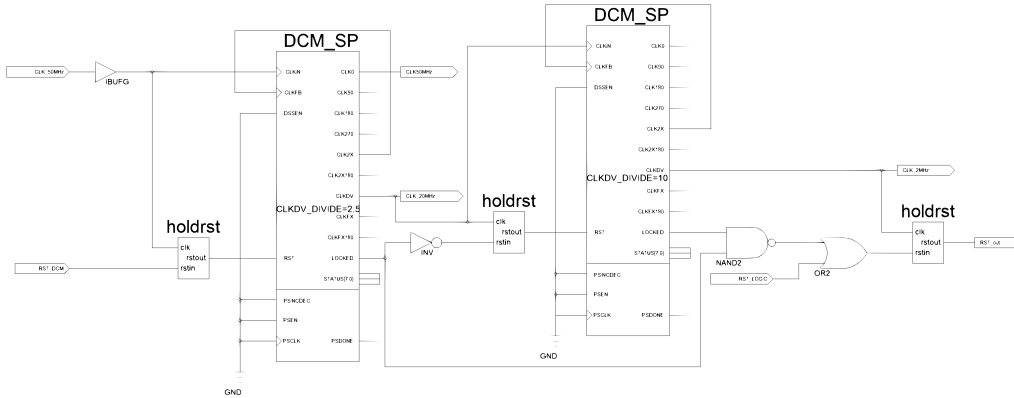 DCM_SP
DCM_SP
CLK_50MHz
IBUFG
CLKIN
CLKFB
DSSEN
RST
PSINCDEC
PSEN
PSCLK
CLK0
CLK90
CLK180
CLK270
CLK2X
CLK2X180
CLKDV
CLKDV_DIVIDE=2.5
CLKFX
CLKFX180
LOCKED
STATUS[7:0]
PSDONE
CLK50MHz
CLK_20MHz
holdrst
clk
rstout
rstin
RST_DCM
GND
INV
holdrst
clk
rstout
rstin
CLKIN
CLKFB
DSSEN
RST
PSINCDEC
PSEN
PSCLK
CLK0
CLK90
CLK180
CLK270
CLK2X
CLK2X180
CLKDV
CLKDV_DIVIDE=10
CLKFX
CLKFX180
LOCKED
STATUS[7:0]
PSDONE
GND
CLK_2MHz
NAND2
RST_LOGIC
OR2
holdrst
clk
rstout
rstin
RST_out